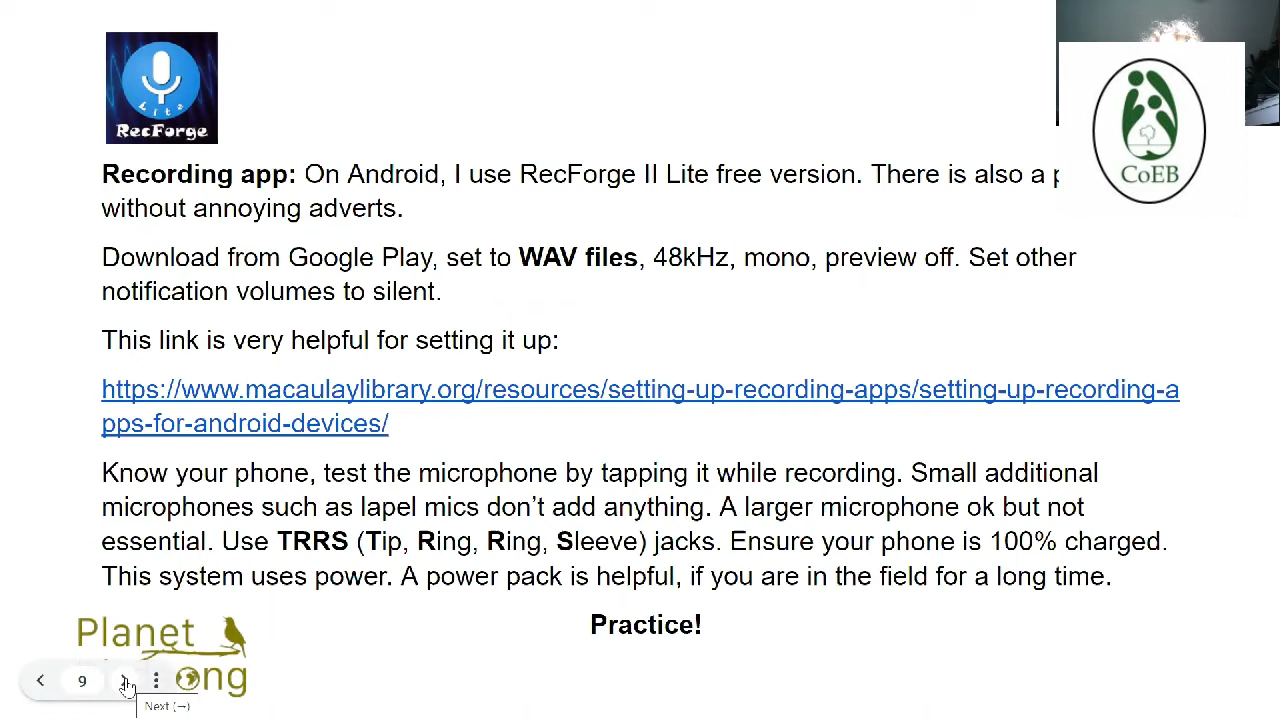 Lite
RecForge
CoEB
Recording app: On Android, I use RecForge II Lite free version. There is also a
without annoying adverts.
Download from Google Play, set to WAV files, 48kHz, mono, preview off. Set other
notification volumes to silent.
This link is very helpful for setting it up:
https://www.macaulaylibrary.org/resources/setting-up-recording-apps/setting-up-recording-a
pps-for-android-devices/
Know your phone, test the microphone by tapping it while recording. Small additional
microphones such as lapel mics don’t add anything. A larger microphone ok but not
essential. Use TRRS (Tip, Ring, Ring, Sleeve) jacks. Ensure your phone is 100% charged.
This system uses power. A power pack is helpful, if you are in the field for a long time.
Practice!
Planet
ong
9
Next (→)